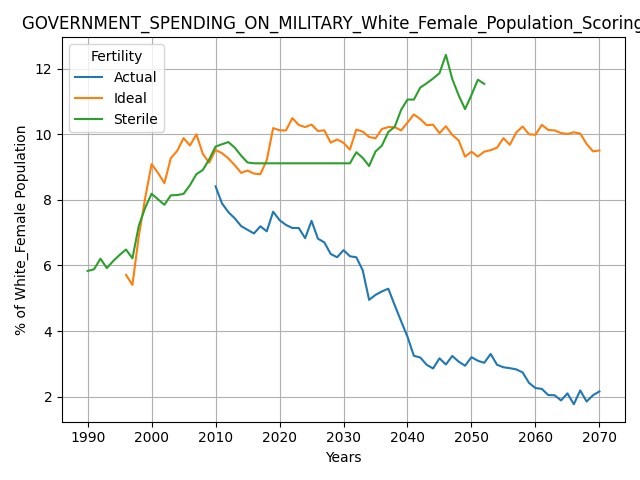 GOVERNMENT_SPENDING_ON_MILITARY_White_Female_Population_Scoring
Fertility
Actual
Ideal
Sterile
12
10
8
6
4
2
% of White_Female Population
1990 2000 2010 2020 2030 2040 2050 2060 2070
Years